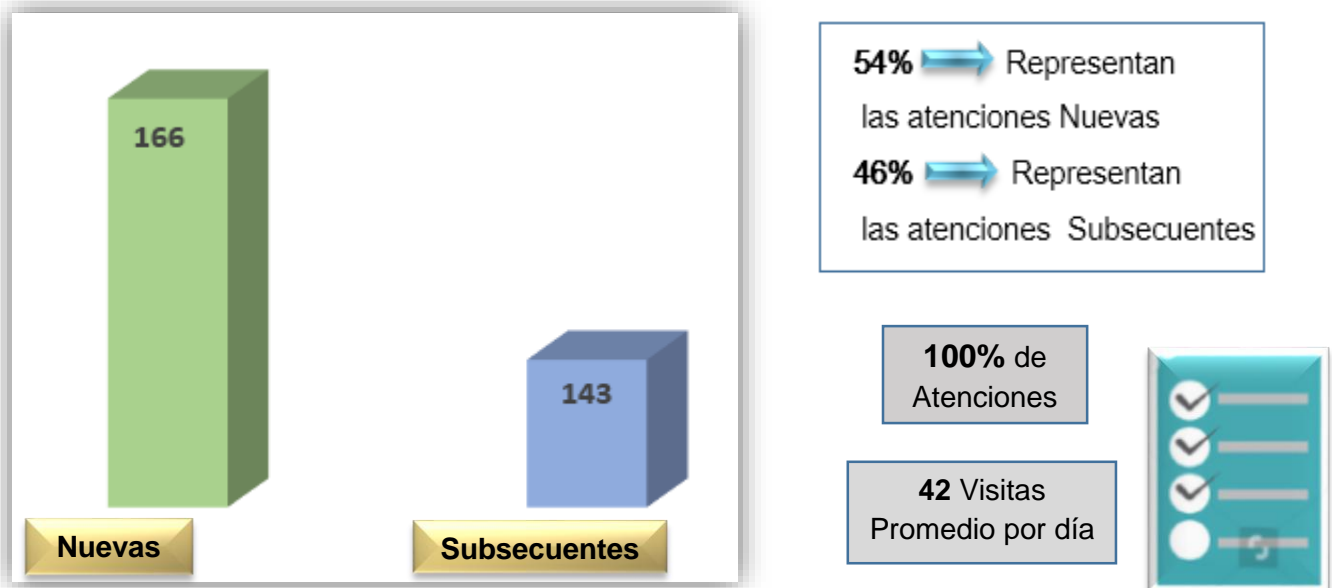 166
143
Nuevas
Subsecuentes
54% Representan
las atenciones Nuevas
46% Representan
las atenciones Subsecuentes
100% de
Atenciones
42 Visitas
Promedio por día